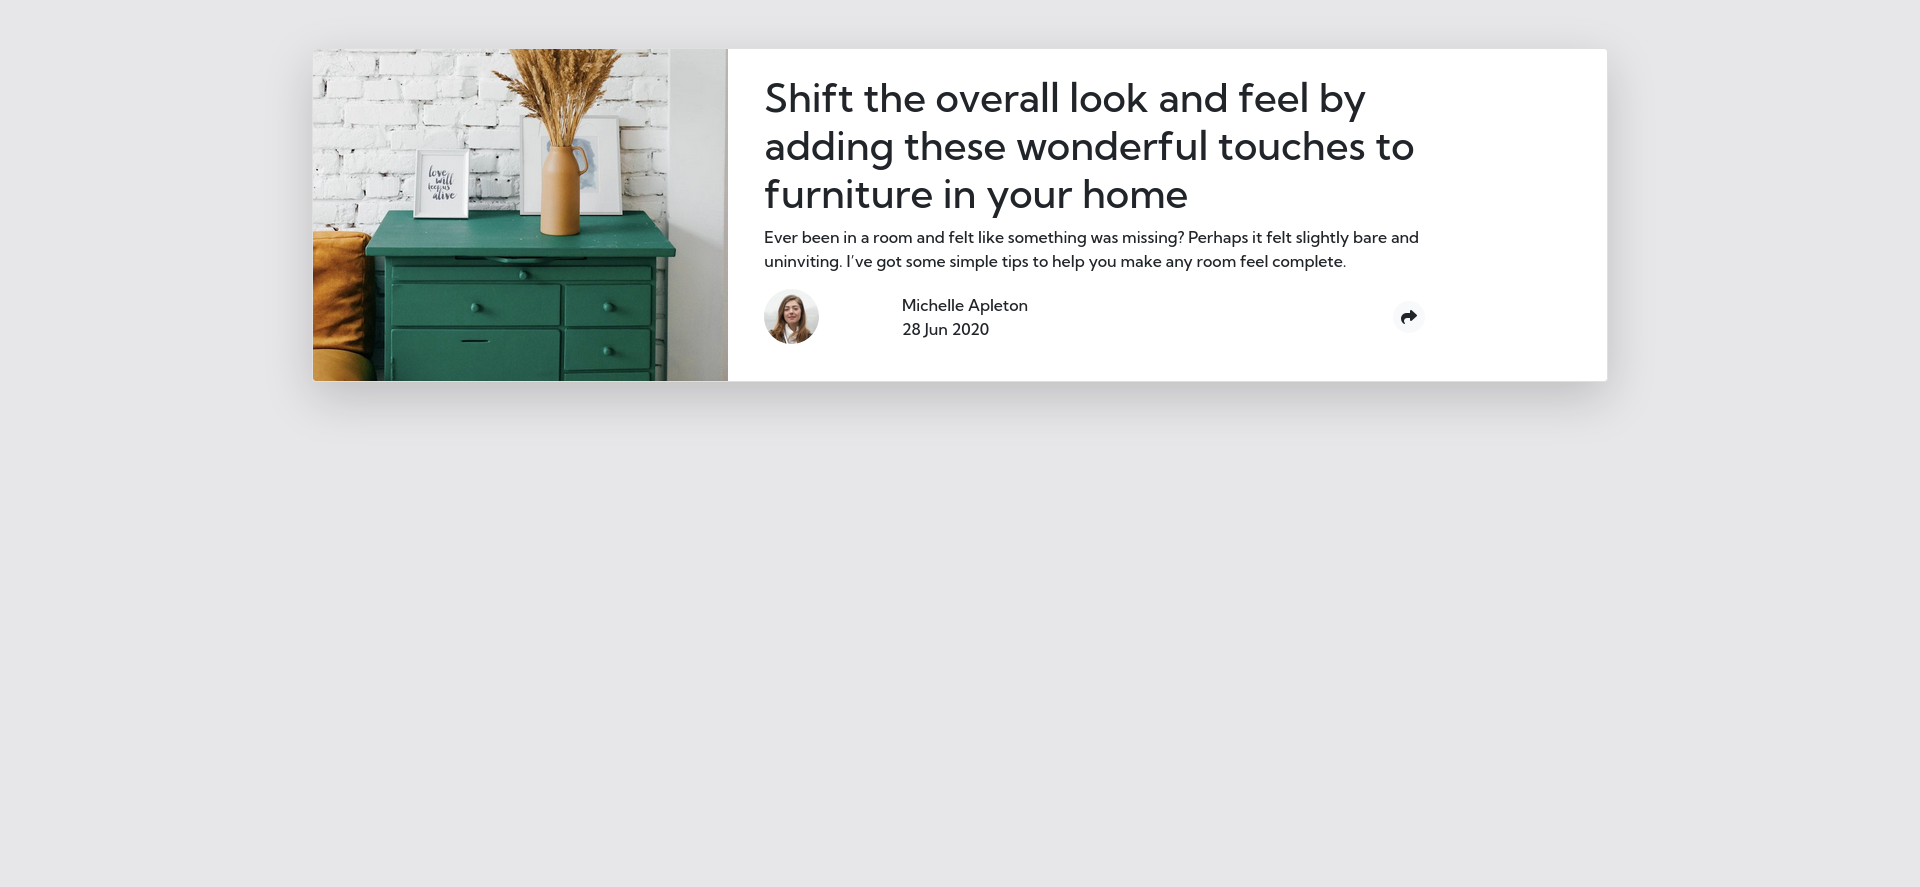 love
will
keep us
alive
Shift the overall look and feel by
adding these wonderful touches to
furniture in your home
Ever been in a room and felt like something was missing? Perhaps it felt slightly bare and
uninviting. I’ve got some simple tips to help you make any room feel complete.
Michelle Apleton
28 Jun 2020